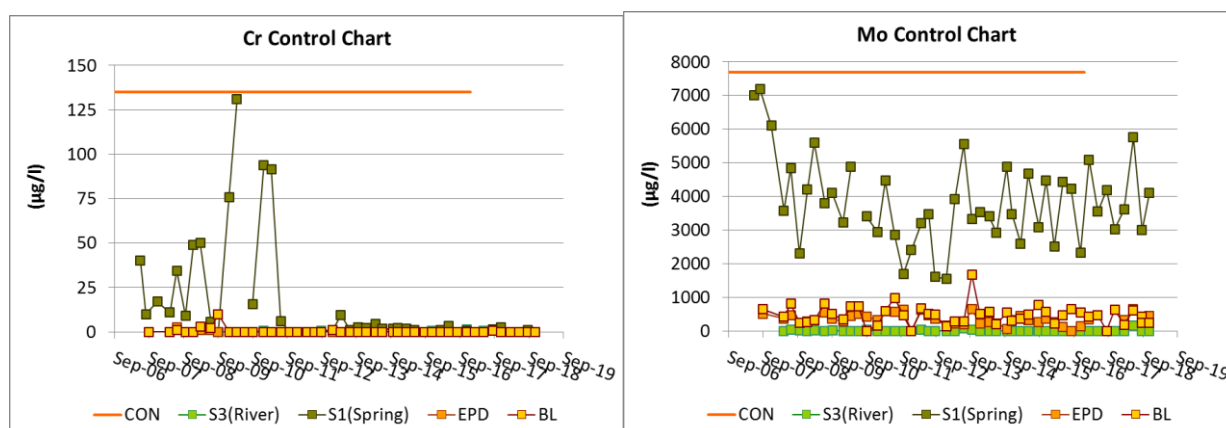 Cr Control Chart
(µg/l)
150
125
100
75
50
25
0
Sep-06
Sep-07
Sep-08
Sep-09
Sep-10
Sep-11
Sep-12
Sep-13
Sep-14
Sep-15
Sep-16
Sep-17
Sep-18
Sep-19
CON S3(River) S1(Spring) EPD BL
Mo Control Chart
(µg/l)
8000
7000
6000
5000
4000
3000
2000
1000
0
Sep-06
Sep-07
Sep-08
Sep-09
Sep-10
Sep-11
Sep-12
Sep-13
Sep-14
Sep-15
Sep-16
Sep-17
Sep-18
Sep-19
CON S3(River) S1(Spring) EPD BL